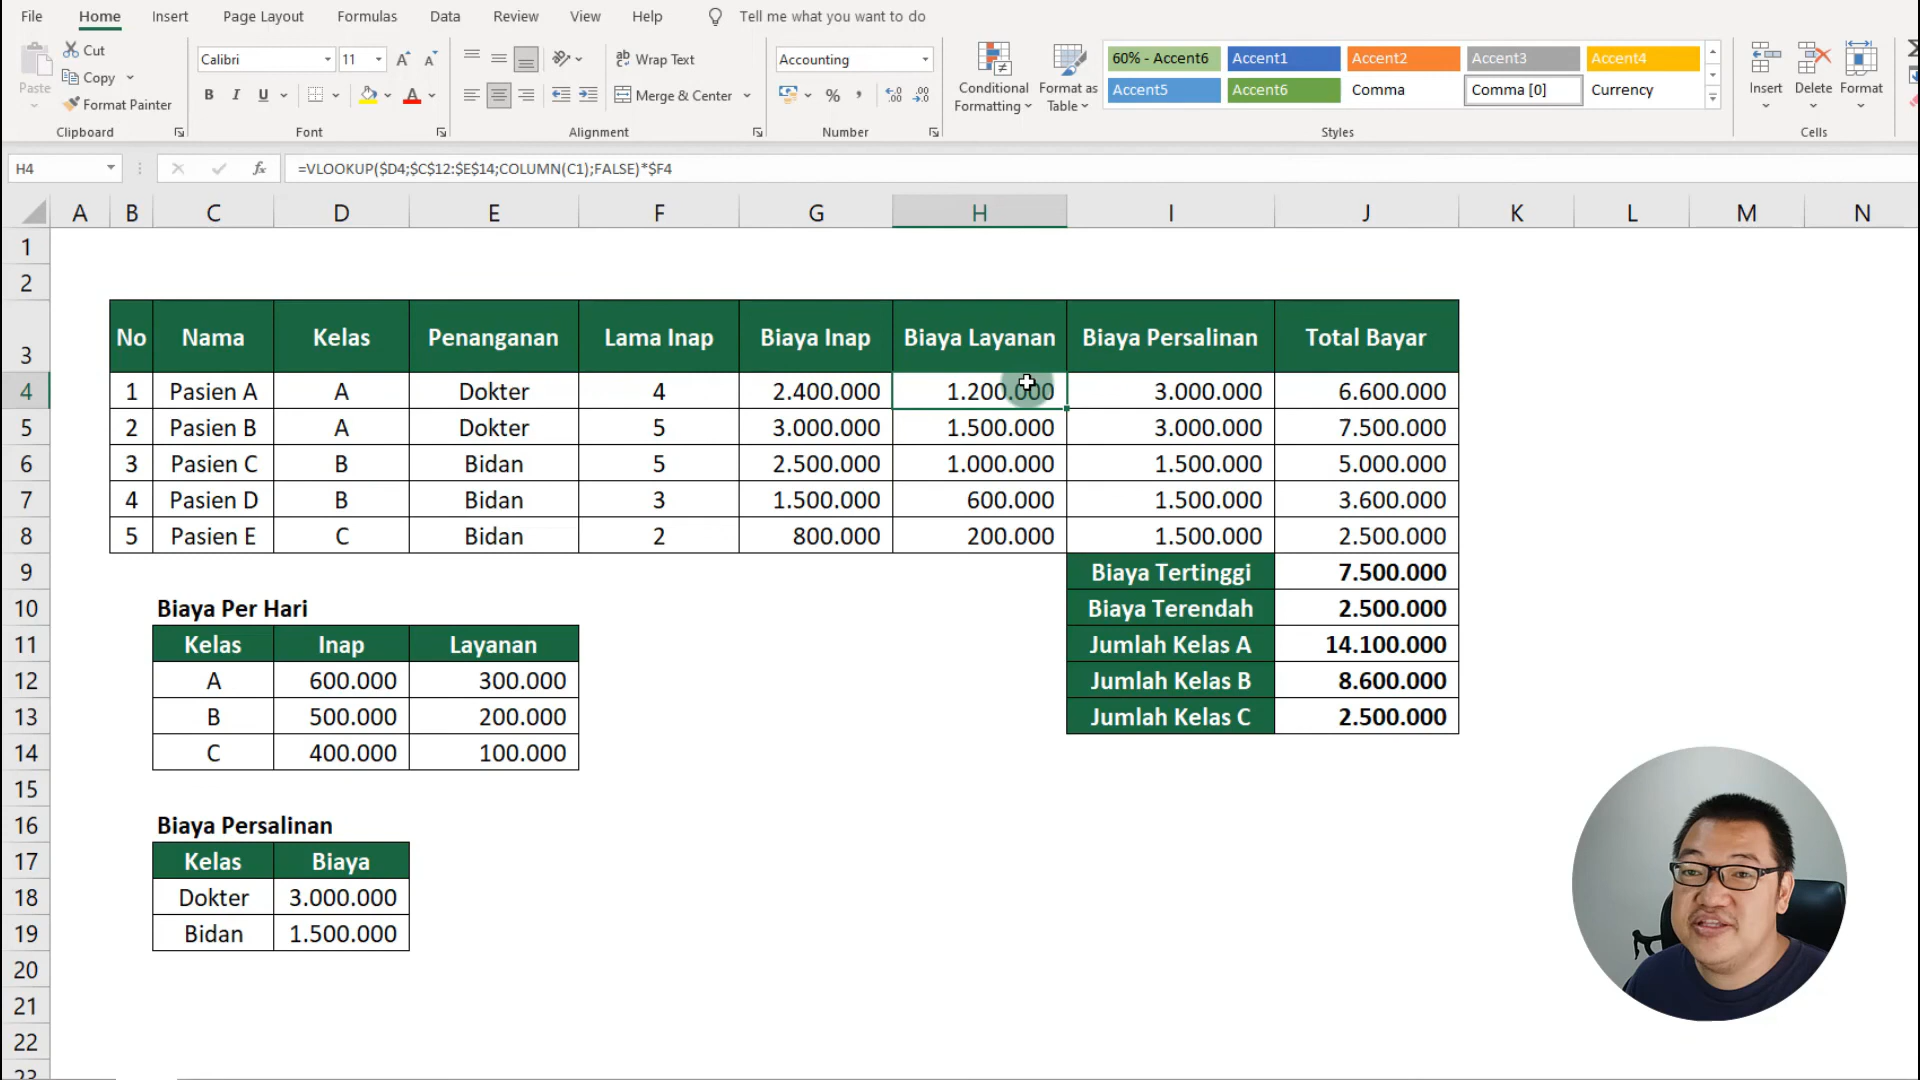 File Home Insert Page Layout Formulas Data Review View Help Tell me what you want to do
Paste Cut
Copy
Format Painter
Clipboard
Calibri 11
B I U
Font
Wrap Text
Merge & Center
Alignment
Accounting
%
Number
Conditional Formatting
Format as Table
60% - Accent6 Accent1 Accent2 Accent3 Accent4
Accent5 Accent6 Comma Comma [0] Currency
Styles
Insert Delete Format
Cells
H4 fx =VLOOKUP($D4;$C$12:$E$14;COLUMN(C1);FALSE)*$F4
A B C D E F G H I J K L M N
1
2
3 No Nama Kelas Penanganan Lama Inap Biaya Inap Biaya Layanan Biaya Persalinan Total Bayar
4 1 Pasien A A Dokter 4 2.400.000 1.200.000 3.000.000 6.600.000
5 2 Pasien B A Dokter 5 3.000.000 1.500.000 3.000.000 7.500.000
6 3 Pasien C B Bidan 5 2.500.000 1.000.000 1.500.000 5.000.000
7 4 Pasien D B Bidan 3 1.500.000 600.000 1.500.000 3.600.000
8 5 Pasien E C Bidan 2 800.000 200.000 1.500.000 2.500.000
9 Biaya Tertinggi 7.500.000
10 Biaya Per Hari Biaya Terendah 2.500.000
11 Kelas Inap Layanan Jumlah Kelas A 14.100.000
12 A 600.000 300.000 Jumlah Kelas B 8.600.000
13 B 500.000 200.000 Jumlah Kelas C 2.500.000
14 C 400.000 100.000
15
16 Biaya Persalinan
17 Kelas Biaya
18 Dokter 3.000.000
19 Bidan 1.500.000
20
21
22
23